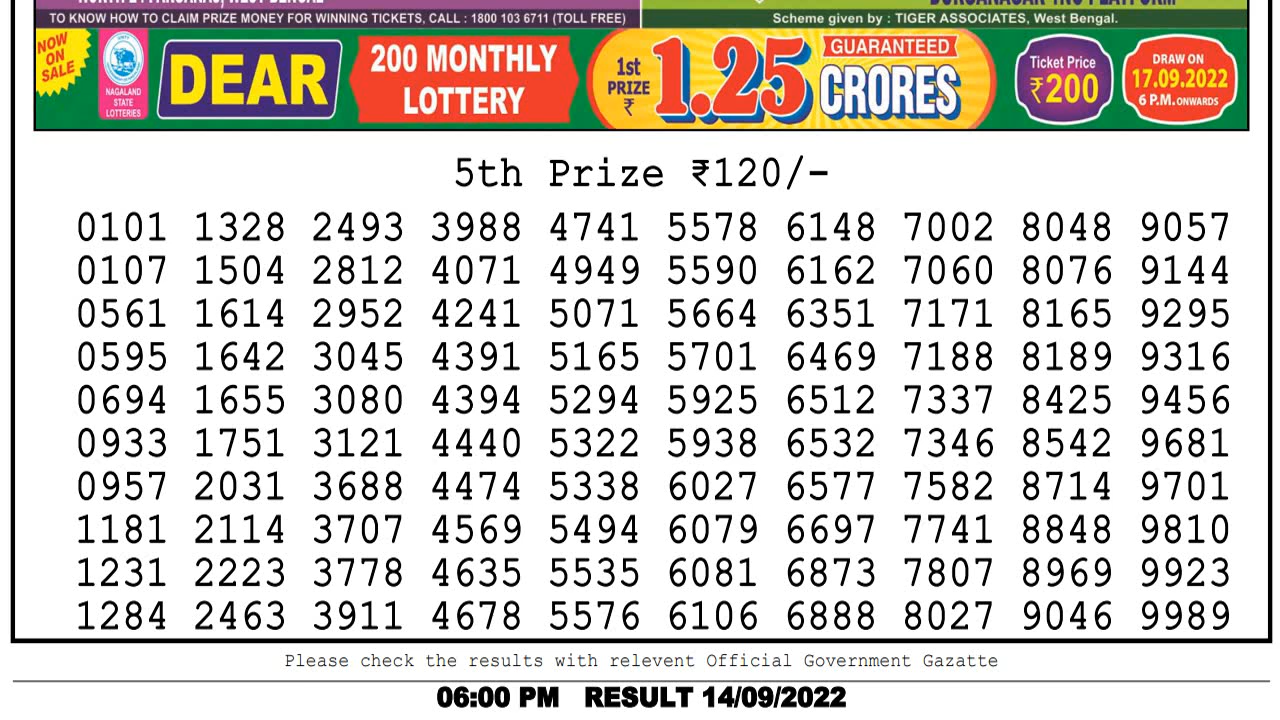 TO KNOW HOW TO CLAIM PRIZE MONEY FOR WINNING TICKETS, CALL : 1800 103 6711 (TOLL FREE)
Scheme given by : TIGER ASSOCIATES, West Bengal.
NOW ON SALE
NAGALAND STATE LOTTERIES
DEAR
200 MONTHLY LOTTERY
1st PRIZE ₹
1.25
GUARANTEED
CRORES
Ticket Price
₹200
DRAW ON
17.09.2022
6 P.M. ONWARDS
5th Prize ₹120/-
0101 1328 2493 3988 4741 5578 6148 7002 8048 9057
0107 1504 2812 4071 4949 5590 6162 7060 8076 9144
0561 1614 2952 4241 5071 5664 6351 7171 8165 9295
0595 1642 3045 4391 5165 5701 6469 7188 8189 9316
0694 1655 3080 4394 5294 5925 6512 7337 8425 9456
0933 1751 3121 4440 5322 5938 6532 7346 8542 9681
0957 2031 3688 4474 5338 6027 6577 7582 8714 9701
1181 2114 3707 4569 5494 6079 6697 7741 8848 9810
1231 2223 3778 4635 5535 6081 6873 7807 8969 9923
1284 2463 3911 4678 5576 6106 6888 8027 9046 9989
Please check the results with relevent Official Government Gazatte
06:00 PM RESULT 14/09/2022